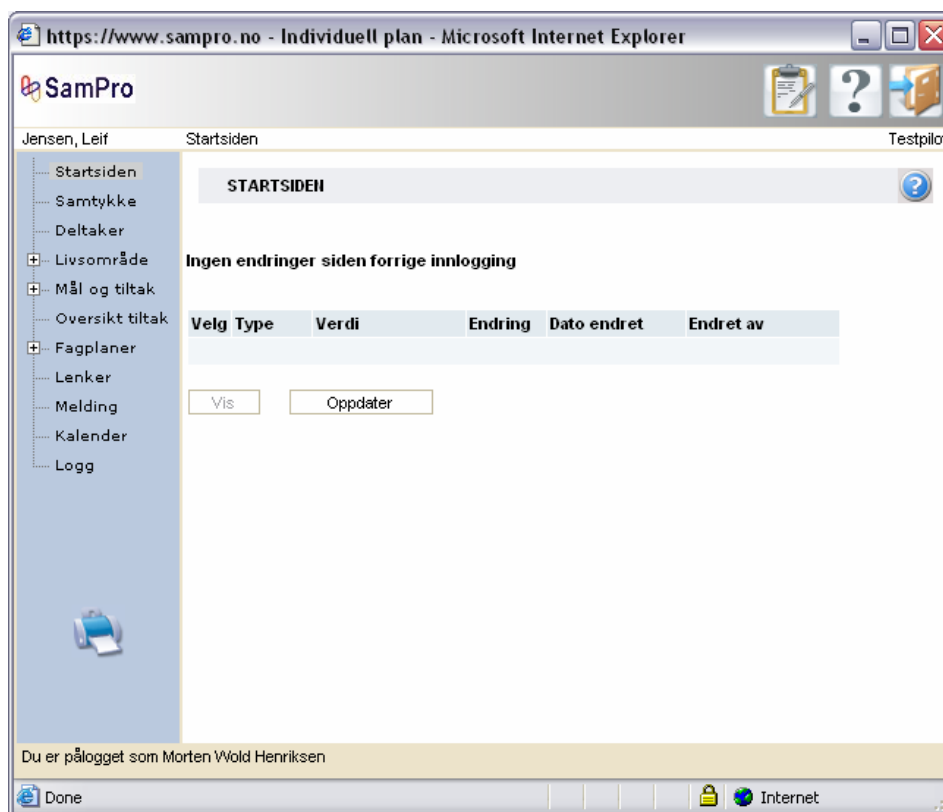 https://www.sampro.no - Individuell plan - Microsoft Internet Explorer
SamPro
Jensen, Leif Startsiden Testpilo
Startsiden
Samtykke
Deltaker
Livsområde
Mål og tiltak
Oversikt tiltak
Fagplaner
Lenker
Melding
Kalender
Logg
STARTSIDEN
Ingen endringer siden forrige innlogging
Velg Type Verdi Endring Dato endret Endret av
Vis Oppdater
Du er pålogget som Morten Wold Henriksen
Done Internet